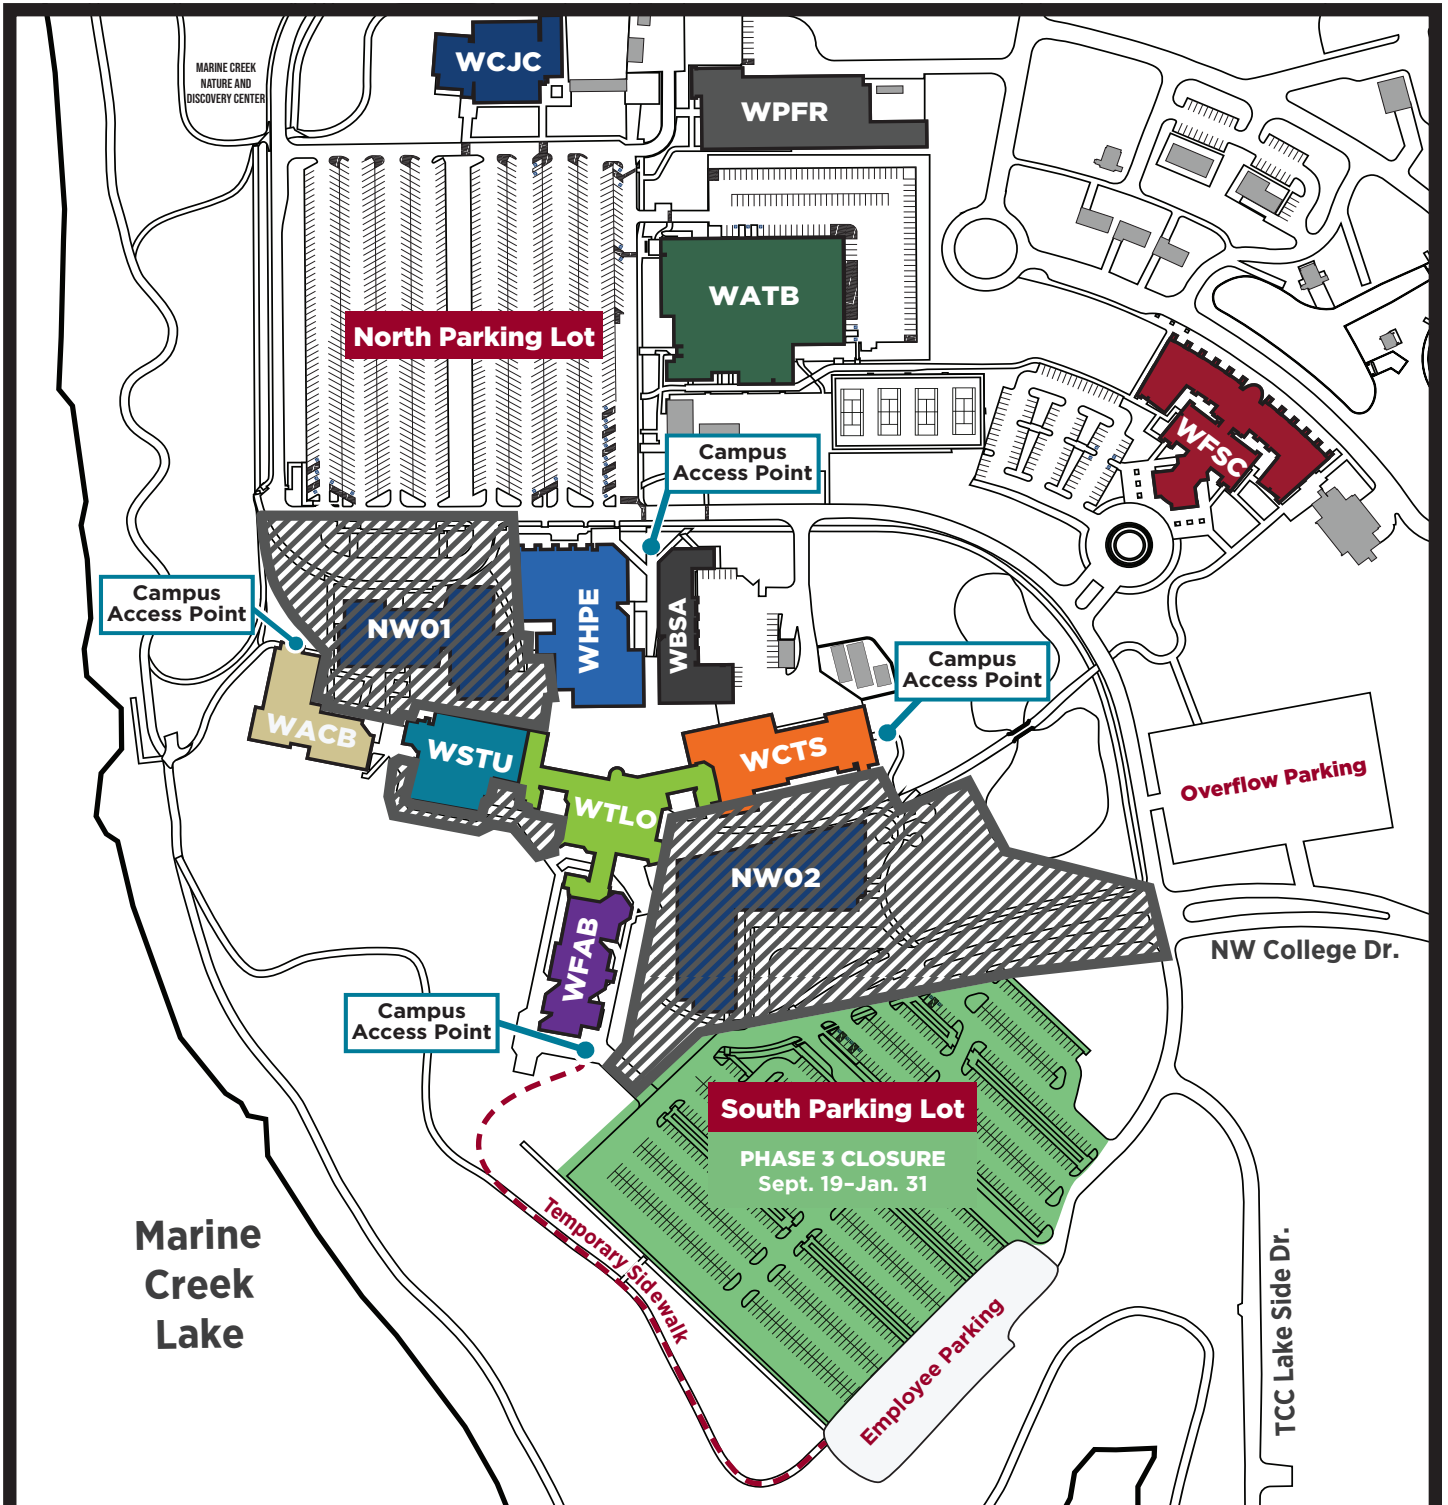 WCJC
MARINE CREEK
NATURE AND
DISCOVERY CENTER
WPFR
WATB
North Parking Lot
WFSC
Campus
Access Point
Campus
Access Point
NW01
WHPE
WBSA
Campus
Access Point
WACB
WSTU
WCTS
Overflow Parking
WTLO
NW02
WFAB
NW College Dr.
Campus
Access Point
South Parking Lot
PHASE 3 CLOSURE
Sept. 19–Jan. 31
Temporary Sidewalk
Marine
Creek
Lake
Employee Parking
TCC Lake Side Dr.